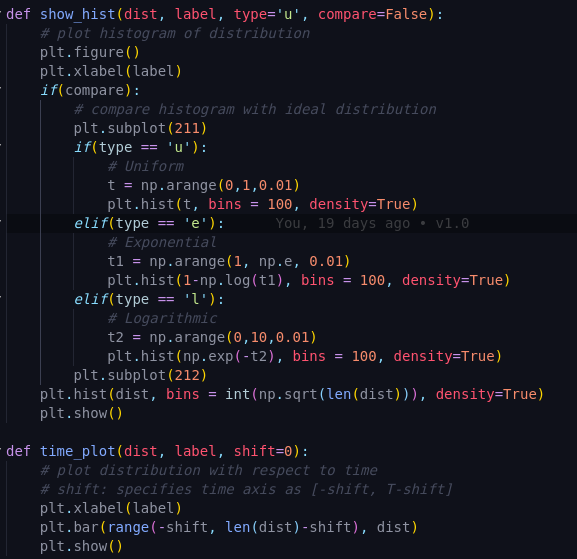 def show_hist(dist, label, type='u', compare=False):
    # plot histogram of distribution
    plt.figure()
    plt.xlabel(label)
    if(compare):
        # compare histogram with ideal distribution
        plt.subplot(211)
        if(type == 'u'):
            # Uniform
            t = np.arange(0,1,0.01)
            plt.hist(t, bins = 100, density=True)
        elif(type == 'e'):      You, 19 days ago • v1.0
            # Exponential
            t1 = np.arange(1, np.e, 0.01)
            plt.hist(1-np.log(t1), bins = 100, density=True)
        elif(type == 'l'):
            # Logarithmic
            t2 = np.arange(0,10,0.01)
            plt.hist(np.exp(-t2), bins = 100, density=True)
        plt.subplot(212)
    plt.hist(dist, bins = int(np.sqrt(len(dist))), density=True)
    plt.show()

def time_plot(dist, label, shift=0):
    # plot distribution with respect to time
    # shift: specifies time axis as [-shift, T-shift]
    plt.xlabel(label)
    plt.bar(range(-shift, len(dist)-shift), dist)
    plt.show()